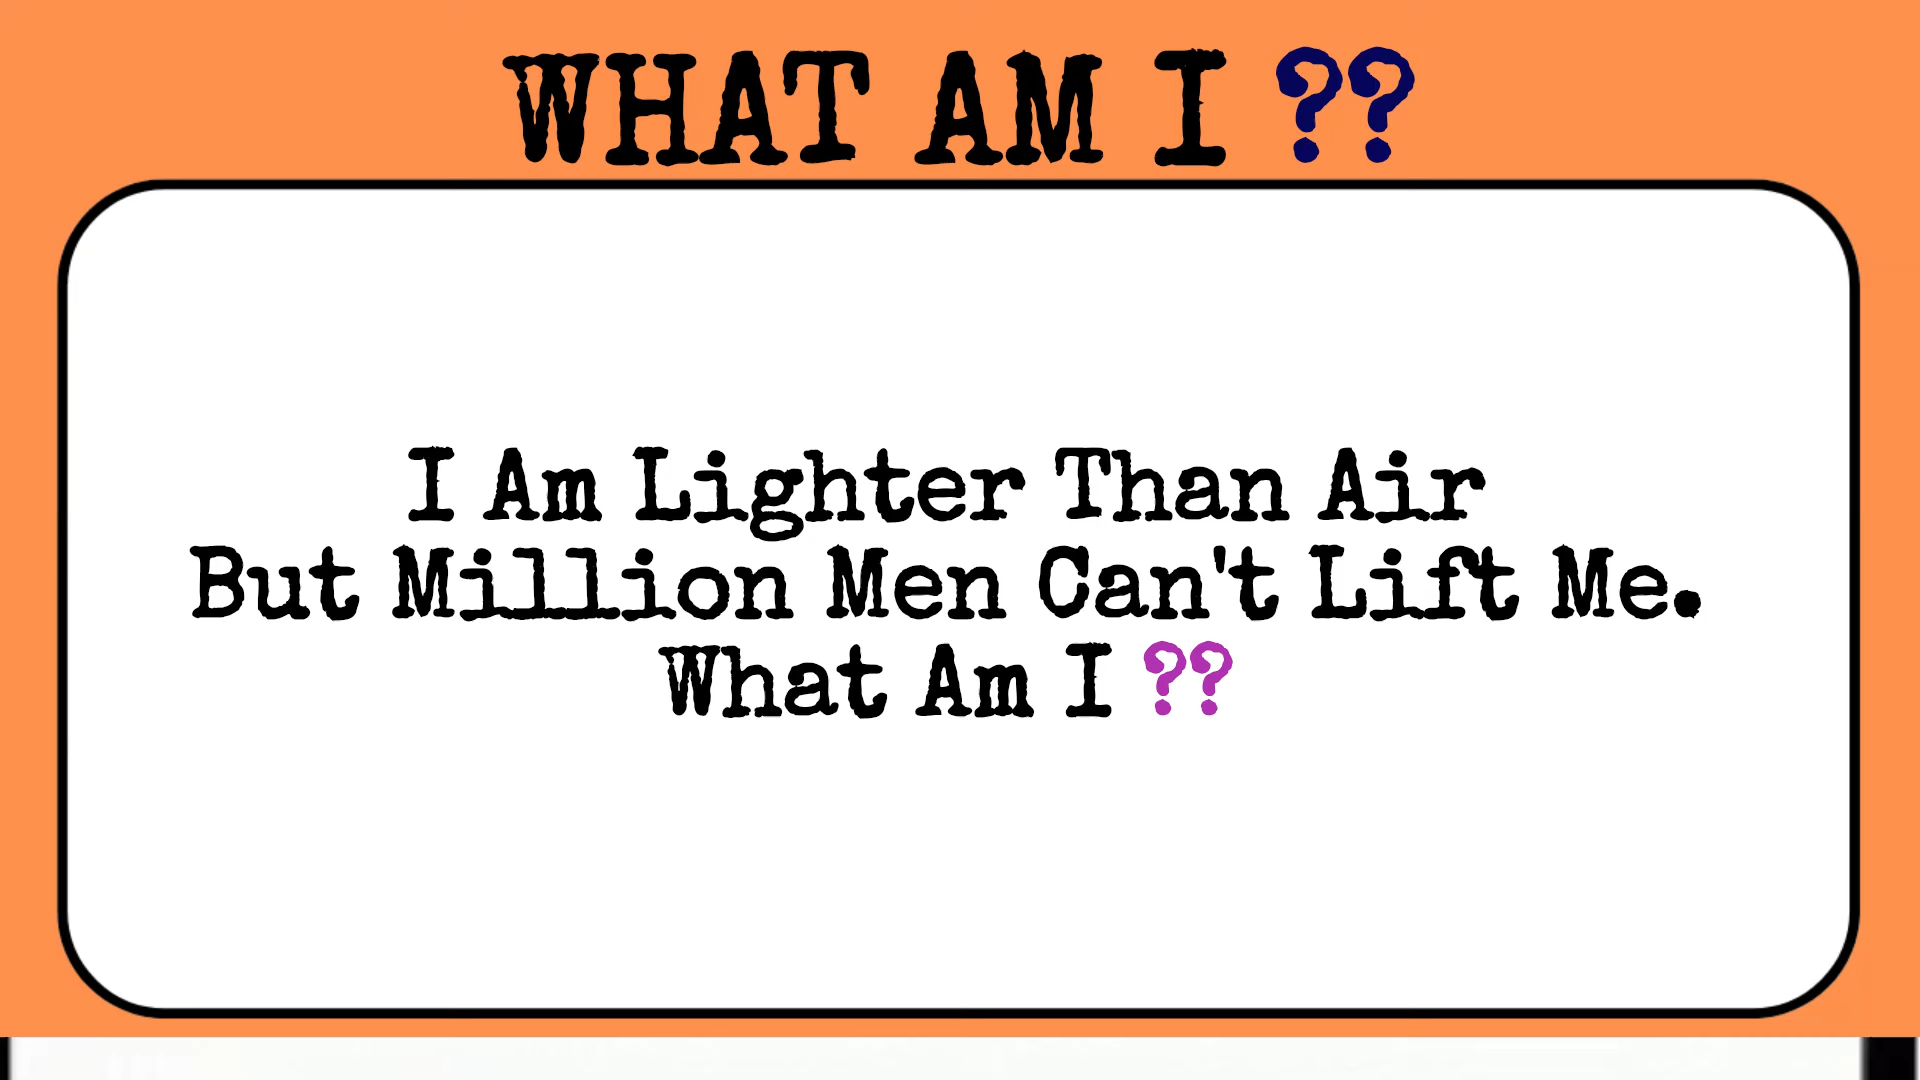 WHAT AM I ??
I Am Lighter Than Air
But Million Men Can't Lift Me.
What Am I ??